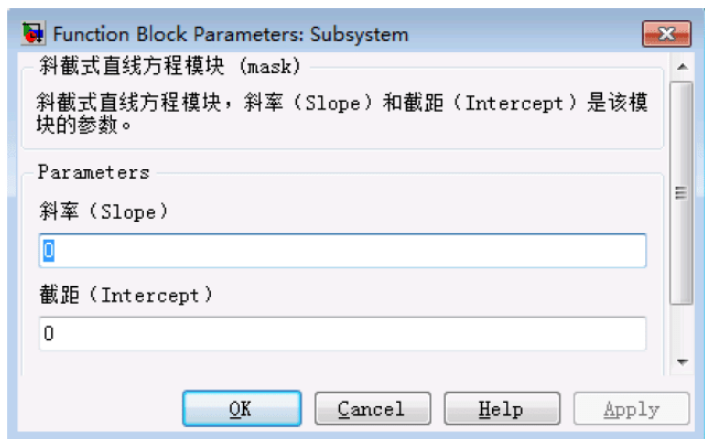 Function Block Parameters: Subsystem
斜截式直线方程模块 (mask)
斜截式直线方程模块，斜率（Slope）和截距（Intercept）是该模
块的参数。
Parameters
斜率（Slope）
0
截距（Intercept）
0
OK Cancel Help Apply